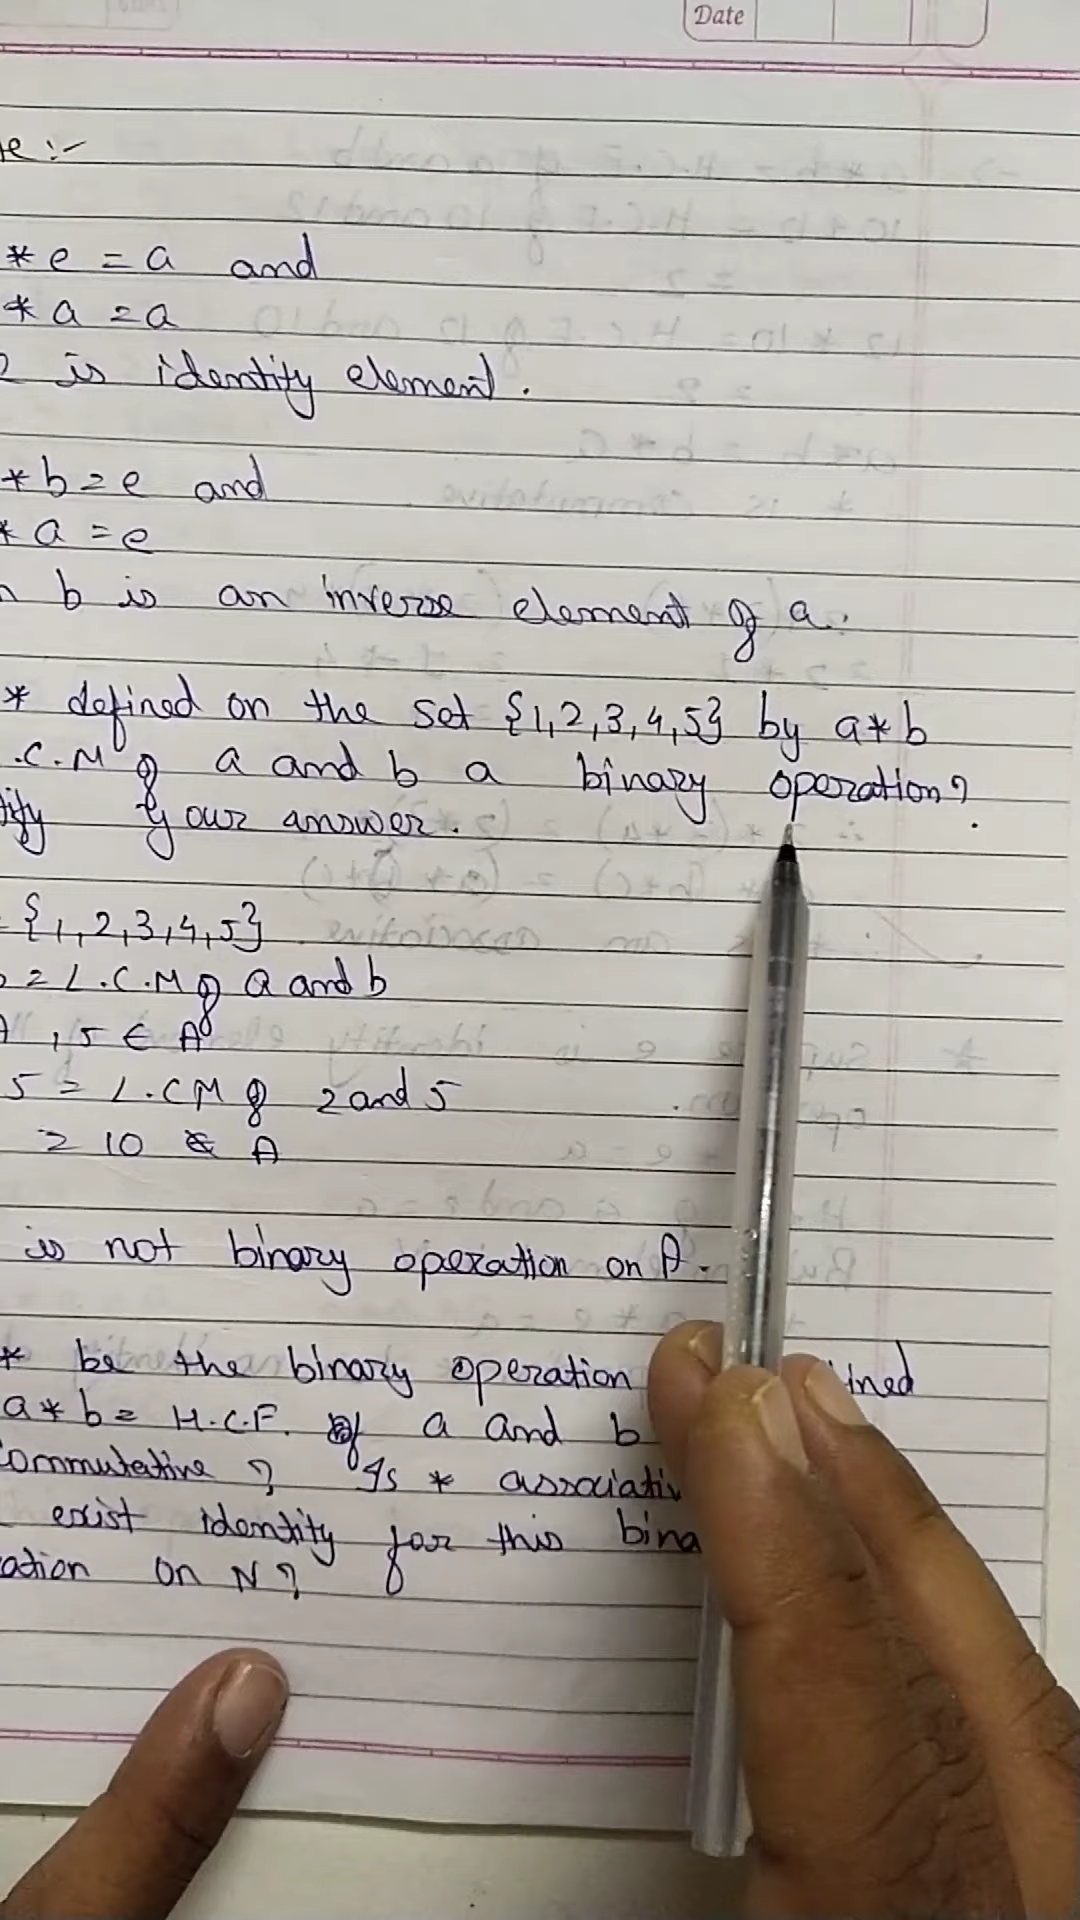 Date
e :-
* e = a and
* a = a
is identity element.
* b = e and
* a = e
b is an inverse element of a.
* defined on the set {1,2,3,4,5} by a * b
.C.M of a and b a binary operation?
tify your answer.
= {1,2,3,4,5}
= L.C.M of a and b
, 5 ∈ A
5 = L.CM of 2 and 5
= 10 ∉ A
is not binary operation on A.
* be the binary operation ined
a * b = H.C.F. of a and b
Commutative ? Is * associativ
exist identity for this bina
ation on N?